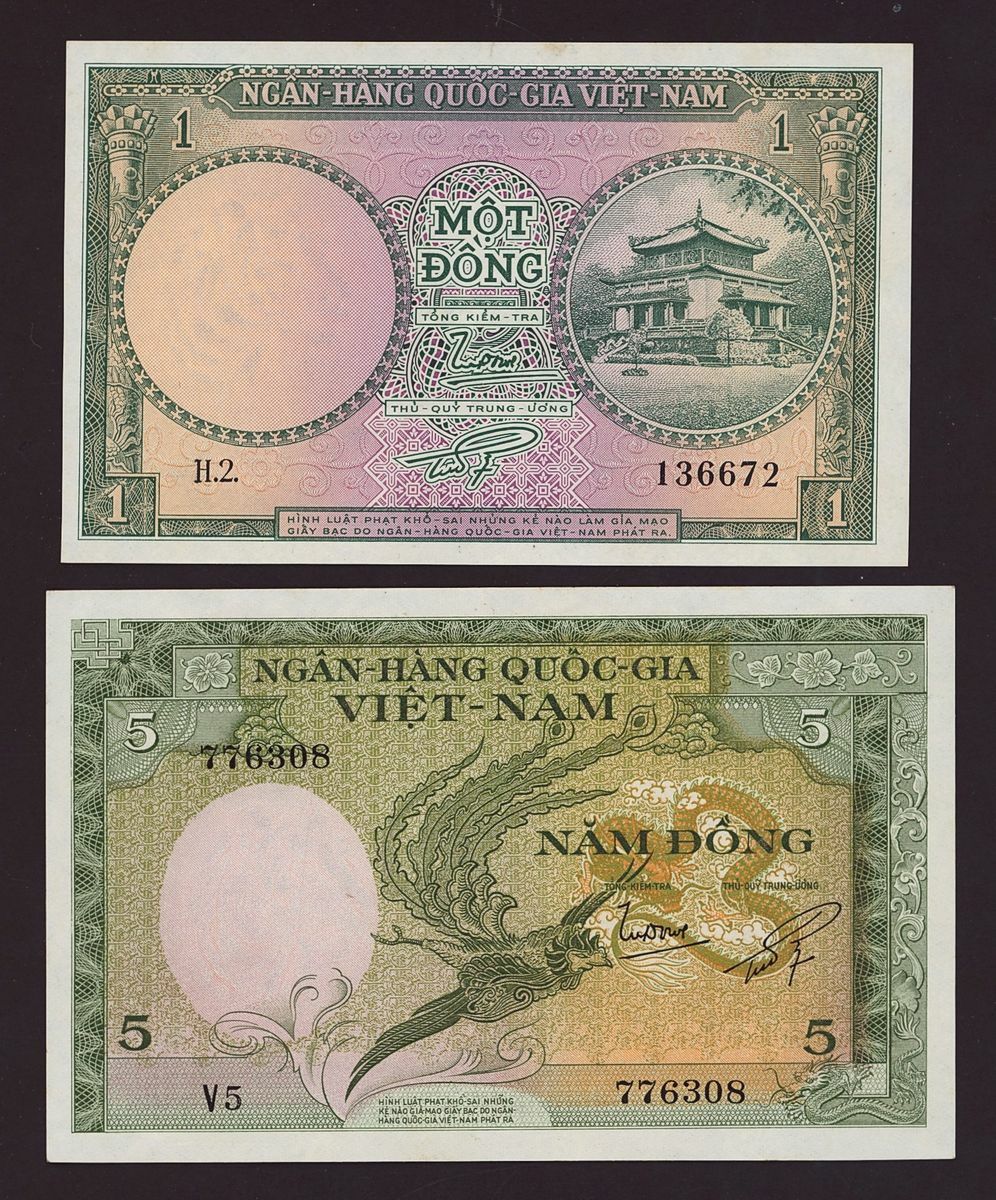 NGÂN-HÀNG QUỐC-GIA VIỆT-NAM
1 1
MỘT
ĐỒNG
TỔNG KIỂM-TRA
THỦ-QUỸ TRUNG-ƯƠNG
H.2. 136672
1 1
HÌNH LUẬT PHẠT KHỔ-SAI NHỮNG KẺ NÀO LÀM GIẢ MẠO
GIẤY BẠC DO NGÂN-HÀNG QUỐC-GIA VIỆT-NAM PHÁT RA.
NGÂN-HÀNG QUỐC-GIA
VIỆT-NAM
5 5
776308
NĂM ĐỒNG
TỔNG-KIỂM-TRA THỦ-QUỸ TRUNG-ƯƠNG
5 5
V5 776308
HÌNH LUẬT PHẠT KHỔ-SAI NHỮNG
KẺ NÀO GIẢ-MẠO GIẤY BẠC DO NGÂN-
HÀNG QUỐC-GIA VIỆT-NAM PHÁT RA